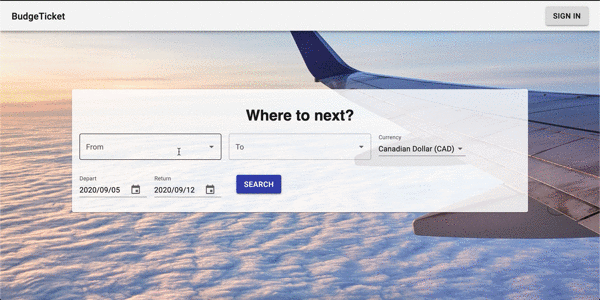 BudgeTicket
SIGN IN
Where to next?
From
To
Currency
Canadian Dollar (CAD)
Depart
2020/09/05
Return
2020/09/12
SEARCH